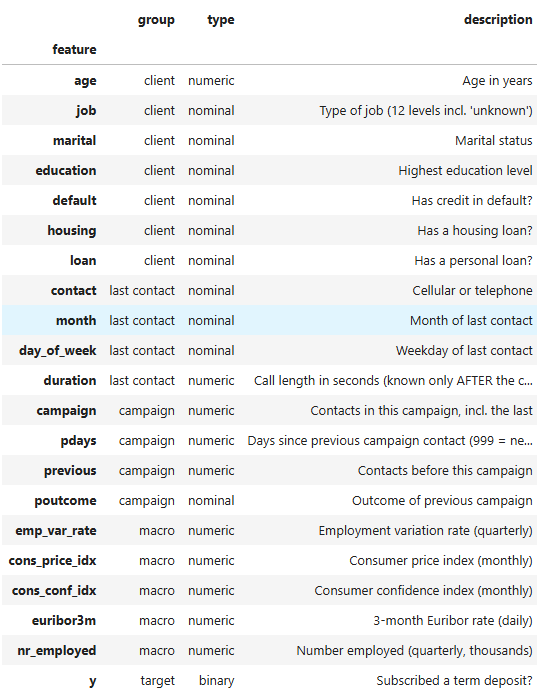 group type description
feature
age client numeric Age in years
job client nominal Type of job (12 levels incl. 'unknown')
marital client nominal Marital status
education client nominal Highest education level
default client nominal Has credit in default?
housing client nominal Has a housing loan?
loan client nominal Has a personal loan?
contact last contact nominal Cellular or telephone
month last contact nominal Month of last contact
day_of_week last contact nominal Weekday of last contact
duration last contact numeric Call length in seconds (known only AFTER the c...
campaign campaign numeric Contacts in this campaign, incl. the last
pdays campaign numeric Days since previous campaign contact (999 = ne...
previous campaign numeric Contacts before this campaign
poutcome campaign nominal Outcome of previous campaign
emp_var_rate macro numeric Employment variation rate (quarterly)
cons_price_idx macro numeric Consumer price index (monthly)
cons_conf_idx macro numeric Consumer confidence index (monthly)
euribor3m macro numeric 3-month Euribor rate (daily)
nr_employed macro numeric Number employed (quarterly, thousands)
y target binary Subscribed a term deposit?